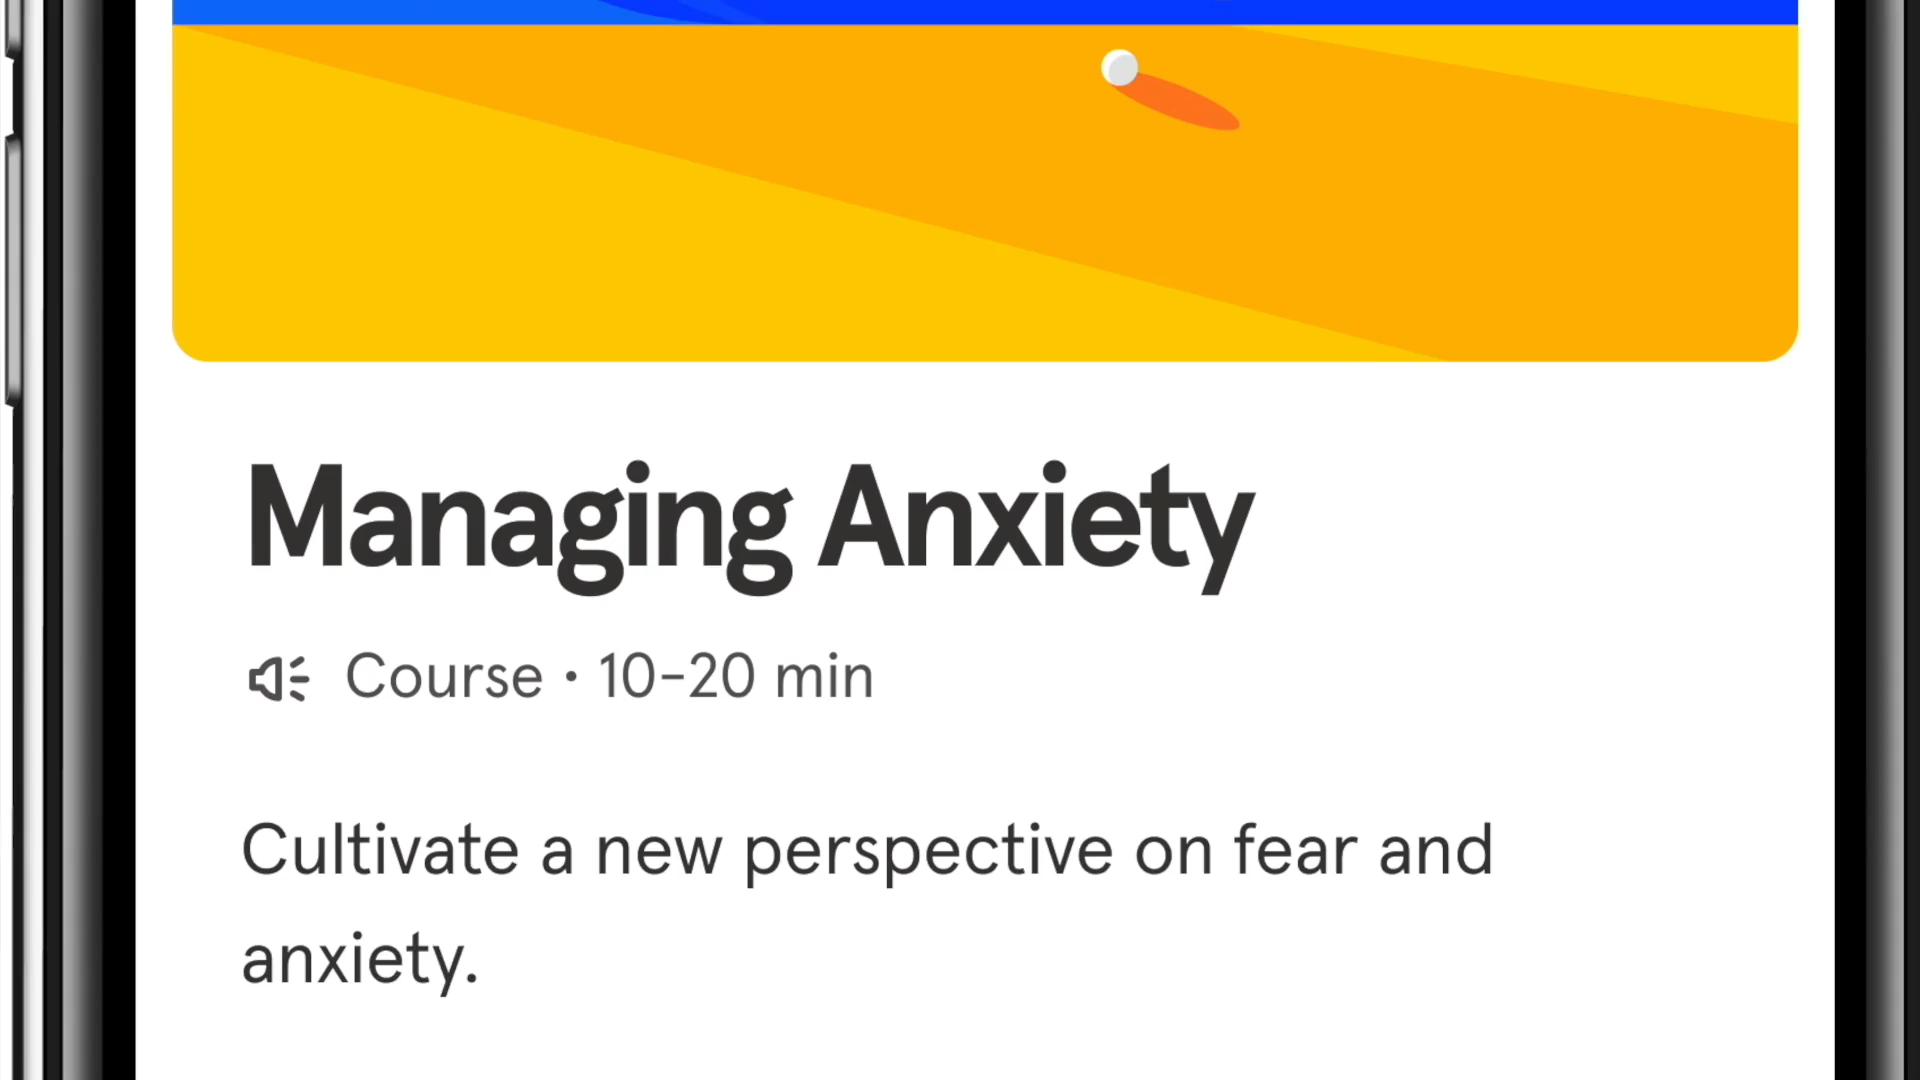 Managing Anxiety
Course • 10-20 min
Cultivate a new perspective on fear and
anxiety.